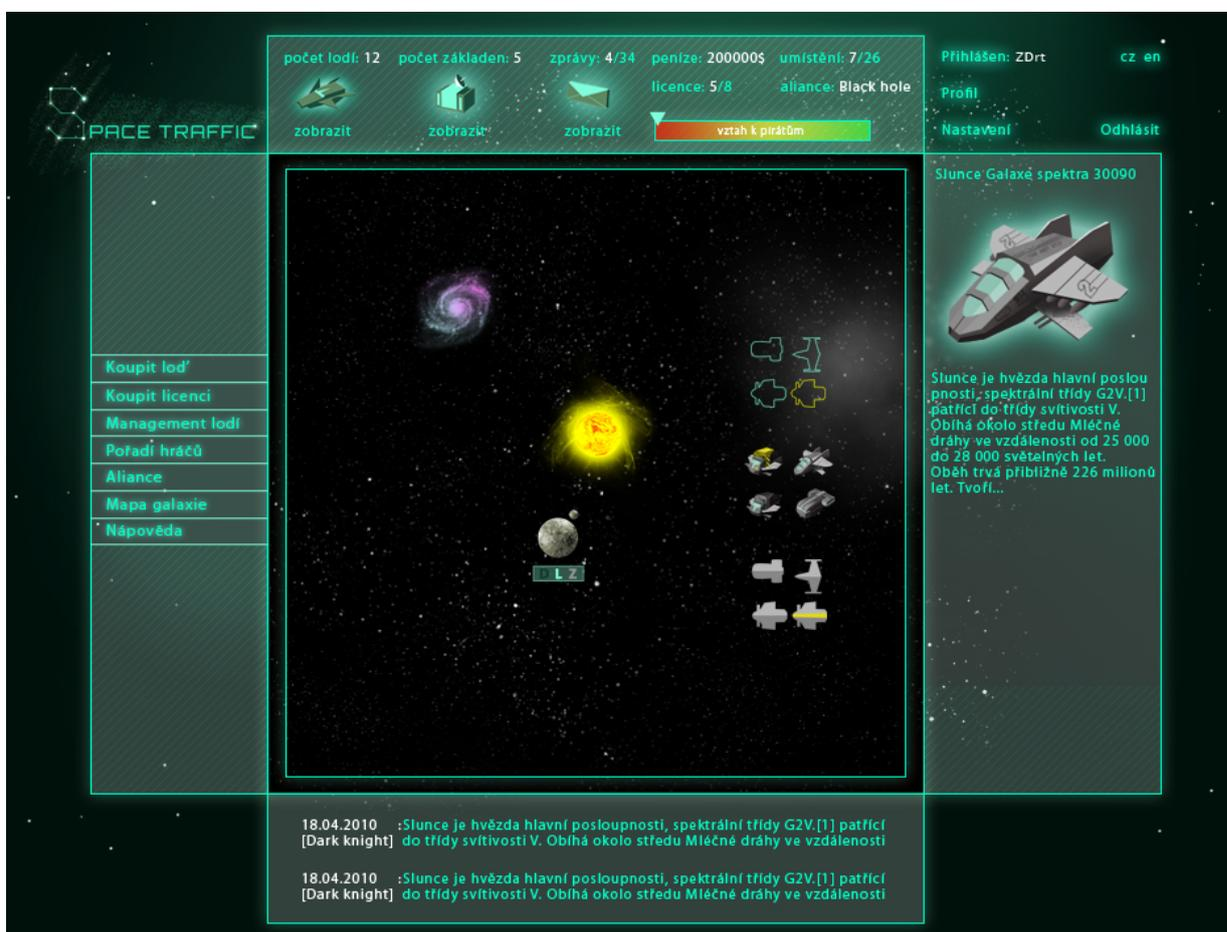 SPACE TRAFFIC
počet lodí: 12
zobrazit
počet základen: 5
zobrazit
zprávy: 4/34
zobrazit
peníze: 200000$ umístění: 7/26
licence: 5/8 aliance: Black hole
vztah k pirátům
Přihlášen: ZDrt cz en
Profil
Nastavení Odhlásit
Koupit loď
Koupit licenci
Management lodí
Pořadí hráčů
Aliance
Mapa galaxie
Nápověda
D L Z
Slunce Galaxe spektra 30090
2
2
Slunce je hvězda hlavní poslou
pnosti, spektrální třídy G2V.[1]
patřící do třídy svítivosti V.
Obíhá okolo středu Mléčné
dráhy ve vzdálenosti od 25 000
do 28 000 světelných let.
Oběh trvá přibližně 226 milionů
let. Tvoří...
18.04.2010 :Slunce je hvězda hlavní posloupnosti, spektrální třídy G2V.[1] patřící
[Dark knight] do třídy svítivosti V. Obíhá okolo středu Mléčné dráhy ve vzdálenosti
18.04.2010 :Slunce je hvězda hlavní posloupnosti, spektrální třídy G2V.[1] patřící
[Dark knight] do třídy svítivosti V. Obíhá okolo středu Mléčné dráhy ve vzdálenosti